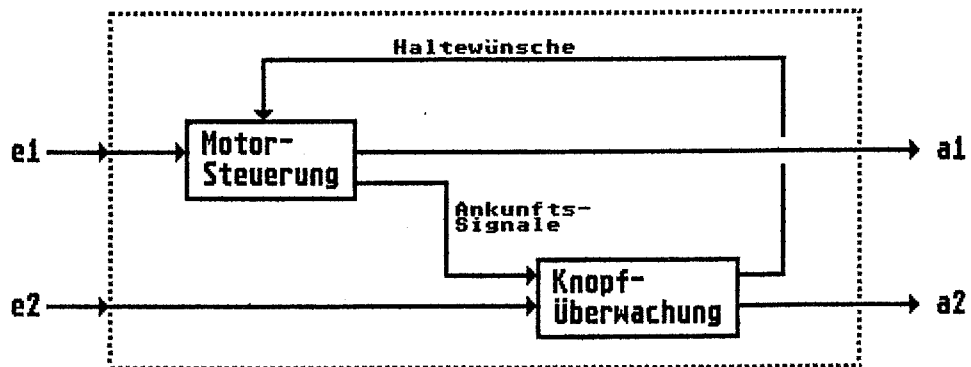 Haltewünsche
e1
Motor-
Steuerung
a1
Ankunfts-
Signale
e2
Knopf-
Überwachung
a2